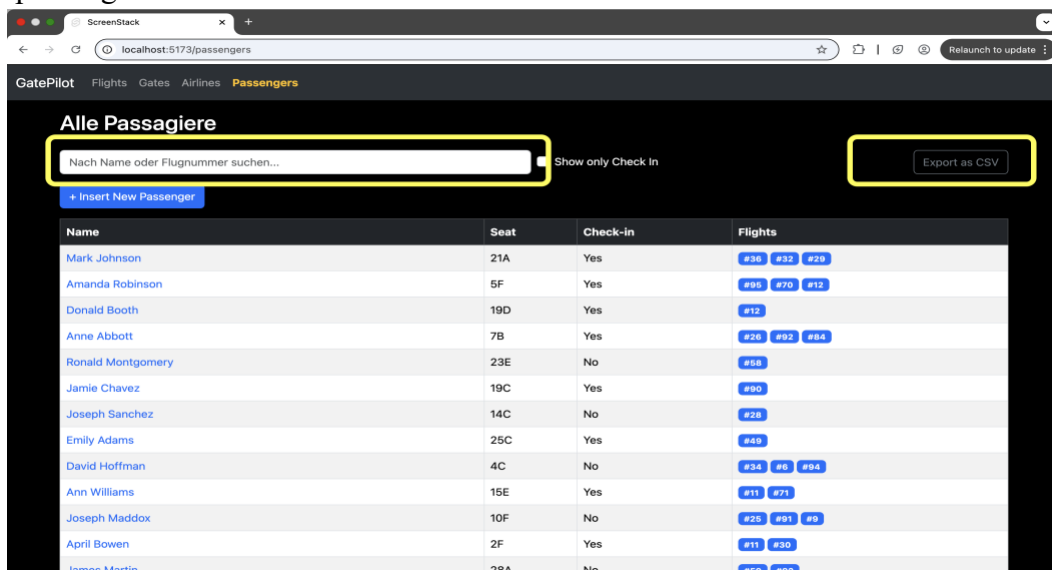 ScreenStack
localhost:5173/passengers
Relaunch to update
GatePilot Flights Gates Airlines Passengers
Alle Passagiere
Nach Name oder Flugnummer suchen... Show only Check In Export as CSV
+ Insert New Passenger
Name Seat Check-in Flights
Mark Johnson 21A Yes #36 #32 #29
Amanda Robinson 5F Yes #95 #70 #12
Donald Booth 19D Yes #12
Anne Abbott 7B Yes #26 #92 #84
Ronald Montgomery 23E No #58
Jamie Chavez 19C Yes #90
Joseph Sanchez 14C No #28
Emily Adams 25C Yes #49
David Hoffman 4C No #34 #6 #94
Ann Williams 15E Yes #11 #71
Joseph Maddox 10F No #25 #91 #9
April Bowen 2F Yes #11 #30
James Martin 28A No